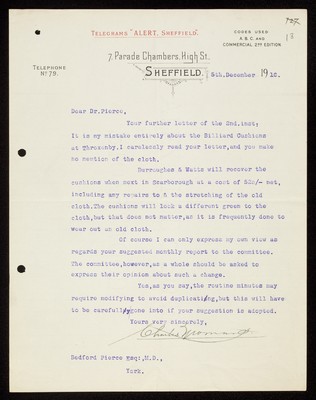 TELEGRAMS "ALERT, SHEFFIELD."
CODES USED
A. B. C. AND
COMMERCIAL 2ND EDITION
7 Parade Chambers, High St.
TELEPHONE
No 79.
SHEFFIELD.
5th.December 1916.
Dear Dr.Pierce,
Your further letter of the 2nd.inst;
It is my mistake entirely about the Billiard Cushions
at Throxenby. I carelessly read your letter,and you make
no mention of the cloth.
Burroughes & Watts will recover the
cushions when next in Scarborough at a cost of
including any repairs to & the stretching of the old
cloth.The cushions will look a different green to the
cloth,but that does not matter,as it is frequently done to
wear out an old cloth.
Of course I can only express my own view as
regards your suggested monthly report to the committee.
The committee,however,as a whole should be asked to
express their opinion about such a change.
Yes,as you say,the routine minutes may
require modifying to avoid duplicating,but this will have
to be carefully gone into if your suggestion is adopted.
Yours very sincerely,
Bedford Pierce Esq:,M.D.,
York.